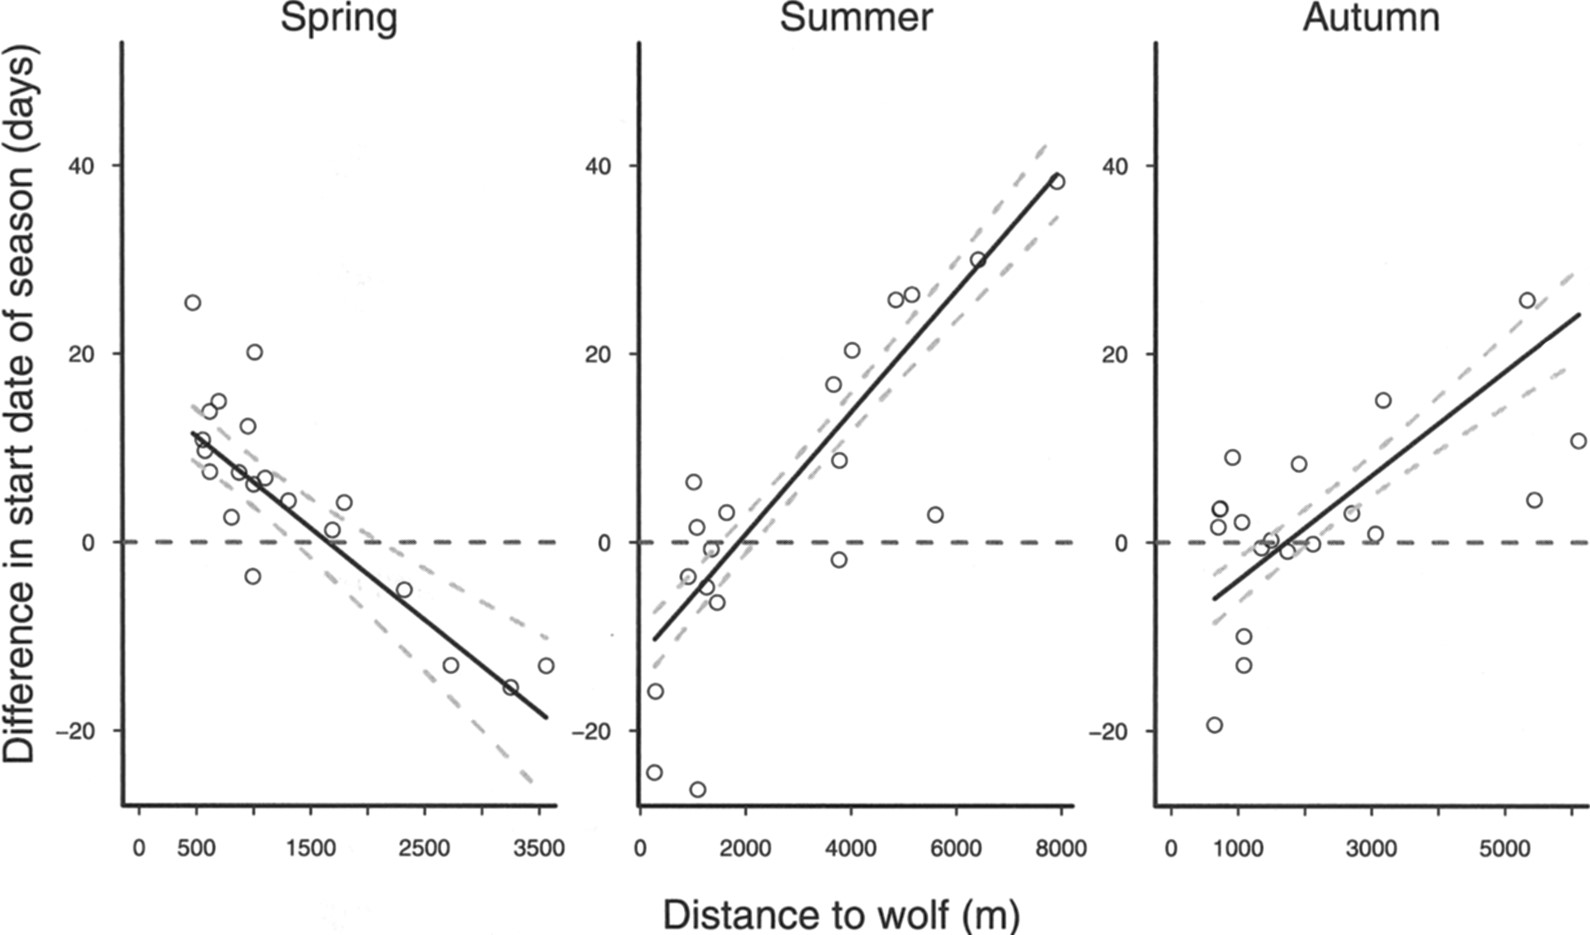 Spring Summer Autumn
Difference in start date of season (days)
40 40 40
20 20 20
0 0 0
−20 −20 −20
0 500 1500 2500 3500 0 2000 4000 6000 8000 0 1000 3000 5000
Distance to wolf (m)